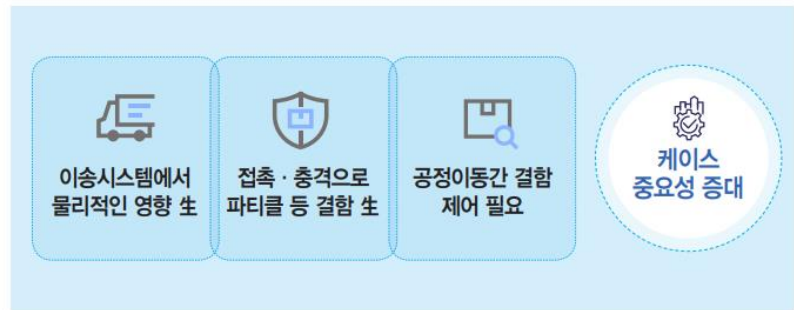 이송시스템에서
물리적인 영향 生
접촉 · 충격으로
파티클 등 결함 生
공정이동간 결함
제어 필요
케이스
중요성 증대